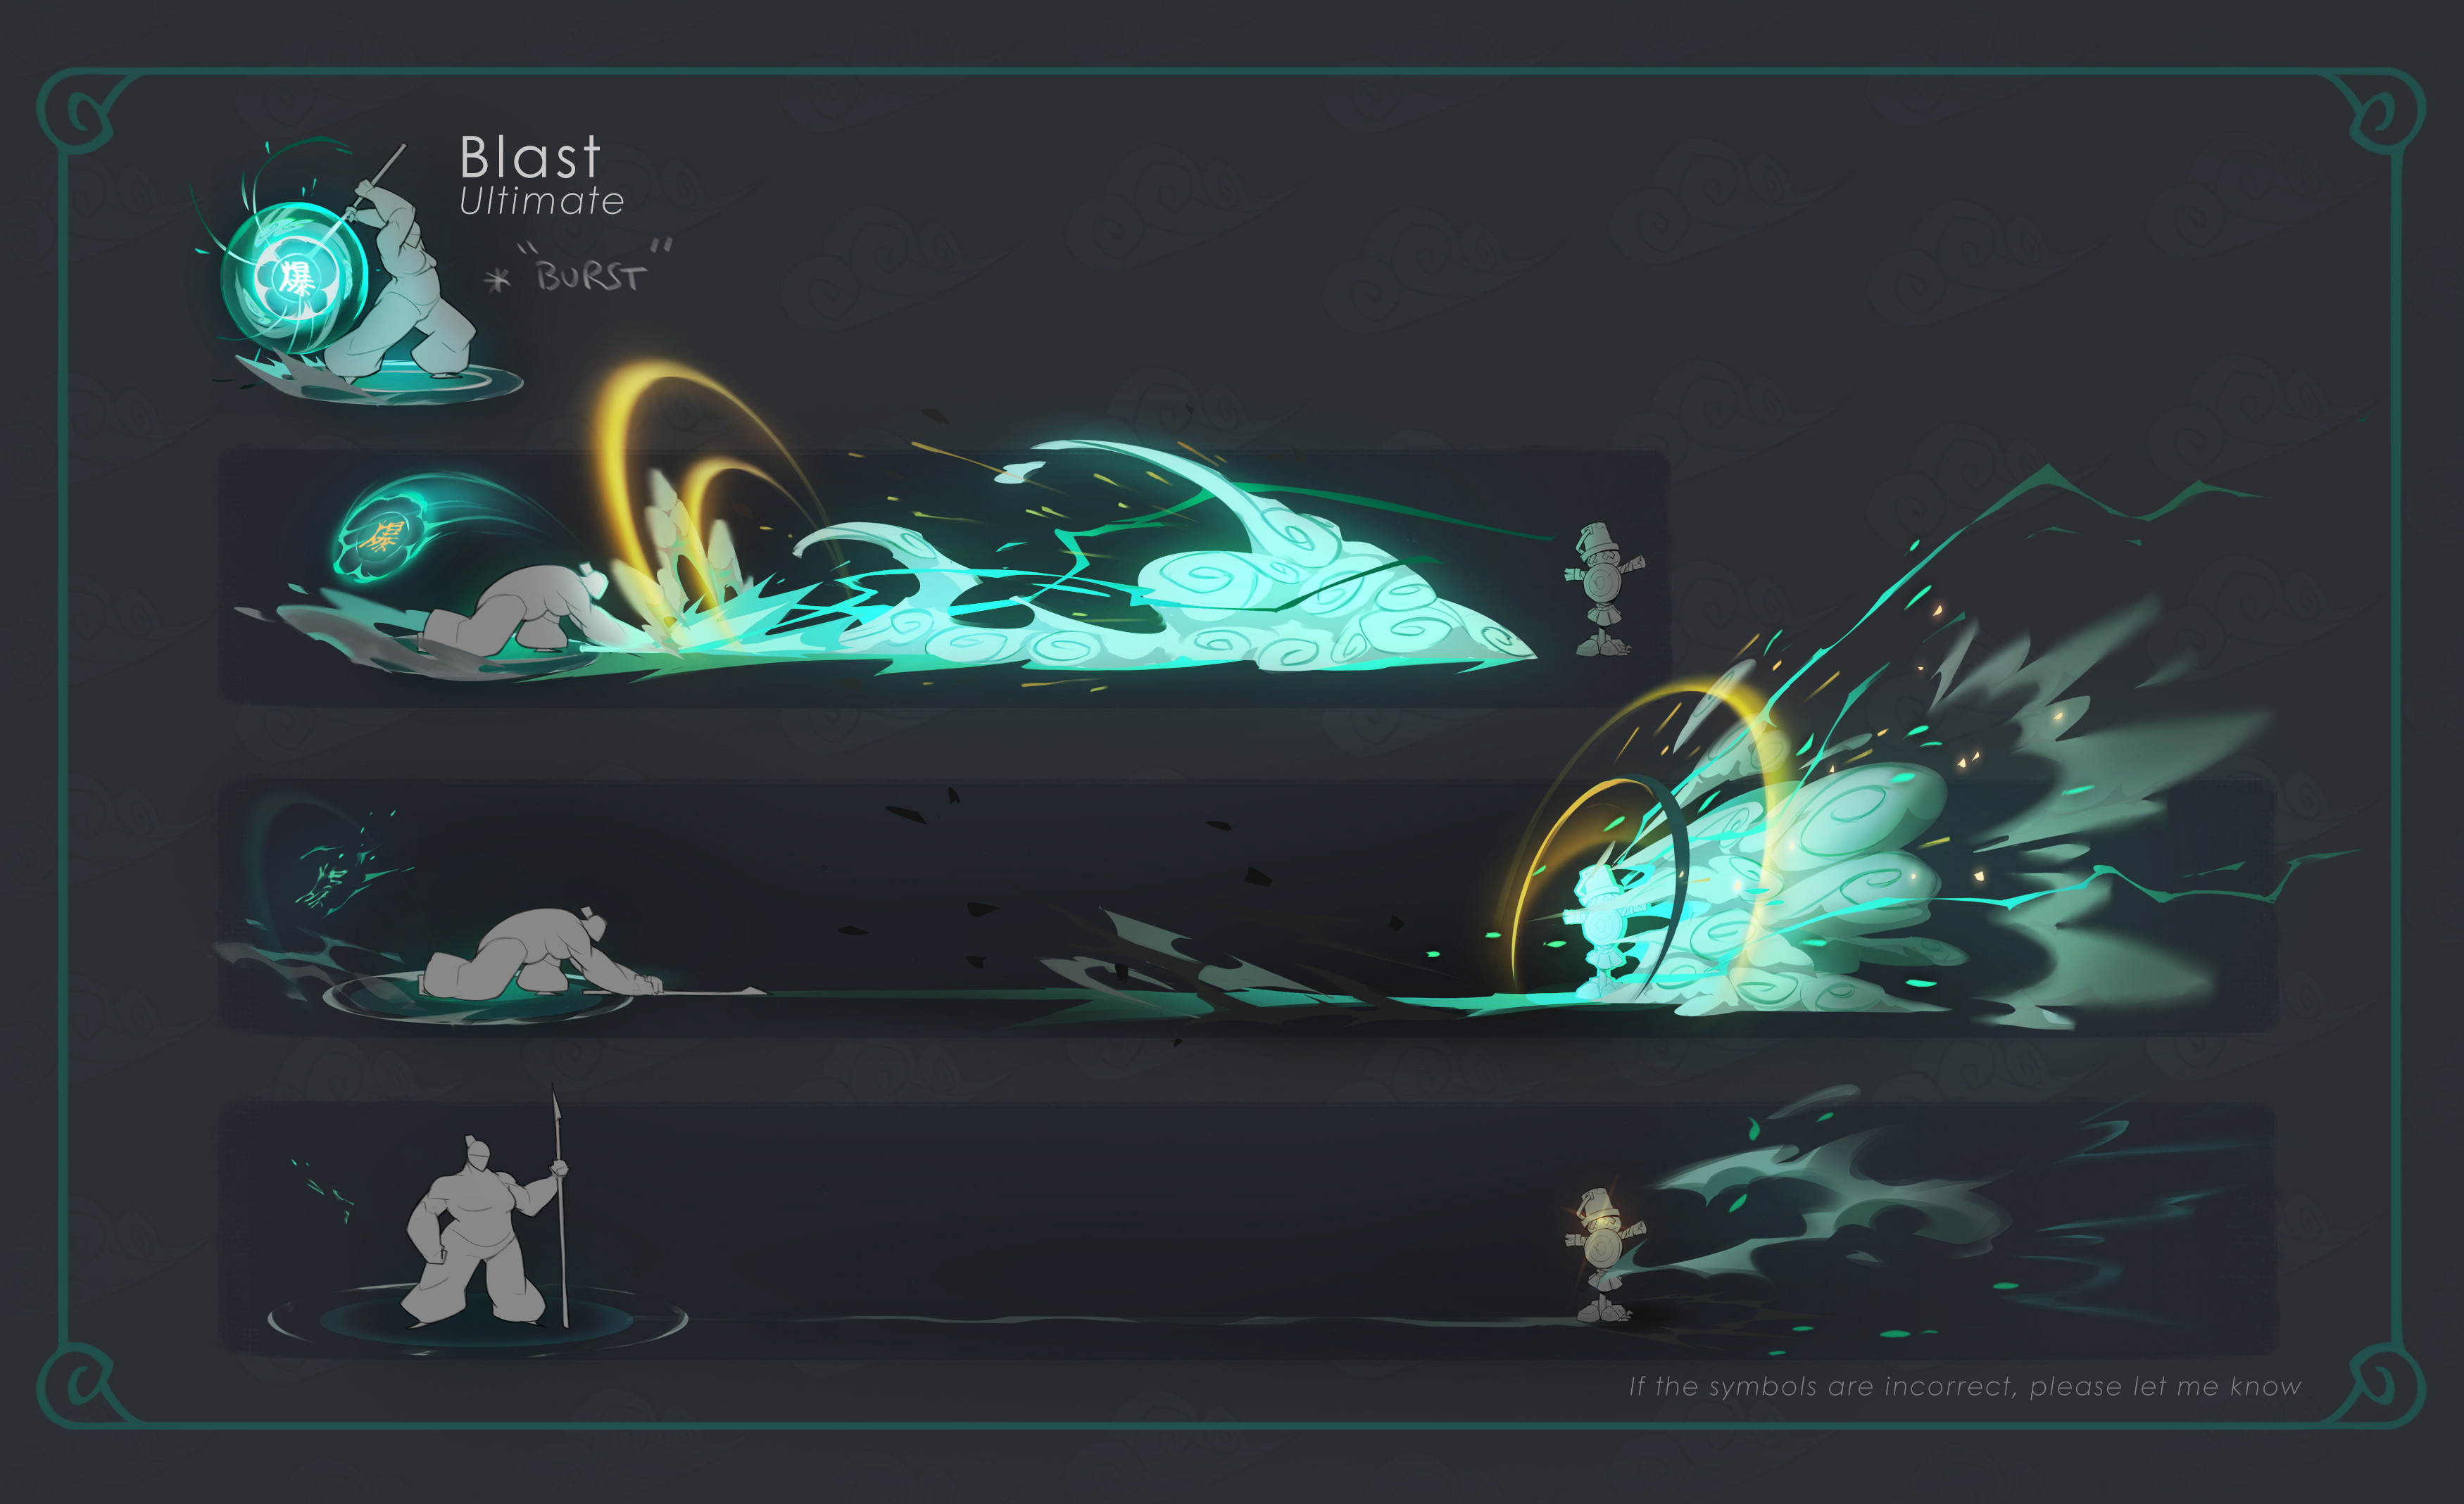 Blast
Ultimate
爆
* "BURST"
爆
If the symbols are incorrect, please let me know